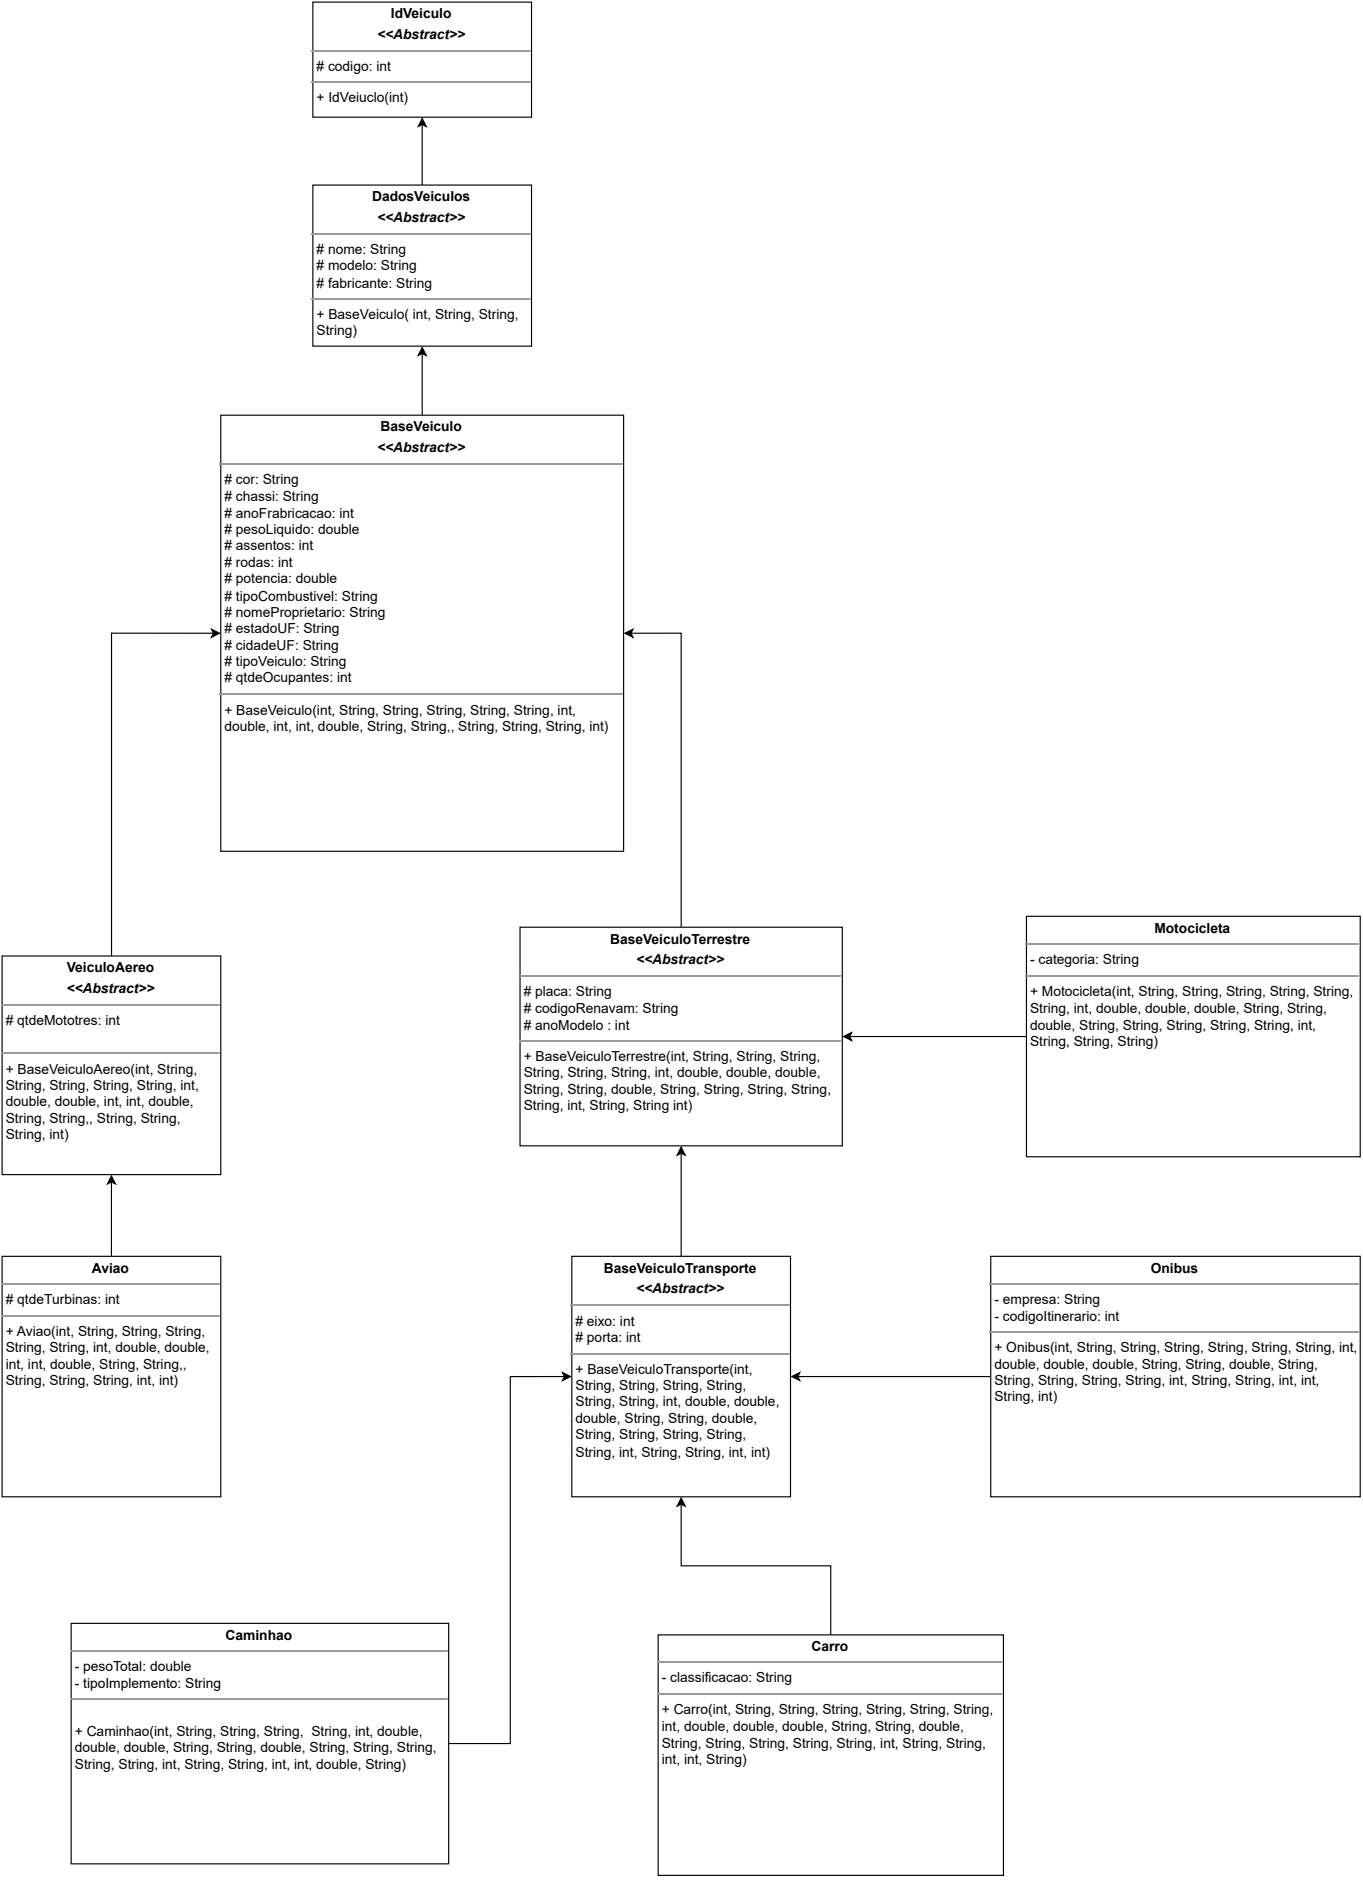 IdVeiculo
<<Abstract>>
# codigo: int
+ IdVeiuclo(int)
DadosVeiculos
<<Abstract>>
# nome: String
# modelo: String
# fabricante: String
+ BaseVeiculo( int, String, String,
String)
BaseVeiculo
<<Abstract>>
# cor: String
# chassi: String
# anoFrabricacao: int
# pesoLiquido: double
# assentos: int
# rodas: int
# potencia: double
# tipoCombustivel: String
# nomeProprietario: String
# estadoUF: String
# cidadeUF: String
# tipoVeiculo: String
# qtdeOcupantes: int
+ BaseVeiculo(int, String, String, String, String, String, int,
double, int, int, double, String, String,, String, String, String, int)
VeiculoAereo
<<Abstract>>
# qtdeMototres: int
+ BaseVeiculoAereo(int, String,
String, String, String, String, int,
double, double, int, int, double,
String, String,, String, String,
String, int)
BaseVeiculoTerrestre
<<Abstract>>
# placa: String
# codigoRenavam: String
# anoModelo : int
+ BaseVeiculoTerrestre(int, String, String, String,
String, String, String, int, double, double, double,
String, String, double, String, String, String, String,
String, int, String, String int)
Motocicleta
- categoria: String
+ Motocicleta(int, String, String, String, String, String,
String, int, double, double, double, String, String,
double, String, String, String, String, String, int,
String, String, String)
Aviao
# qtdeTurbinas: int
+ Aviao(int, String, String, String,
String, String, int, double, double,
int, int, double, String, String,,
String, String, String, int, int)
BaseVeiculoTransporte
<<Abstract>>
# eixo: int
# porta: int
+ BaseVeiculoTransporte(int,
String, String, String, String,
String, String, int, double, double,
double, String, String, double,
String, String, String, String,
String, int, String, String, int, int)
Onibus
- empresa: String
- codigoItinerario: int
+ Onibus(int, String, String, String, String, String, String, int,
double, double, double, String, String, double, String,
String, String, String, String, int, String, String, int, int,
String, int)
Caminhao
- pesoTotal: double
- tipoImplemento: String
+ Caminhao(int, String, String, String,  String, int, double,
double, double, String, String, double, String, String, String,
String, String, int, String, String, int, int, double, String)
Carro
- classificacao: String
+ Carro(int, String, String, String, String, String, String,
int, double, double, double, String, String, double,
String, String, String, String, String, int, String, String,
int, int, String)